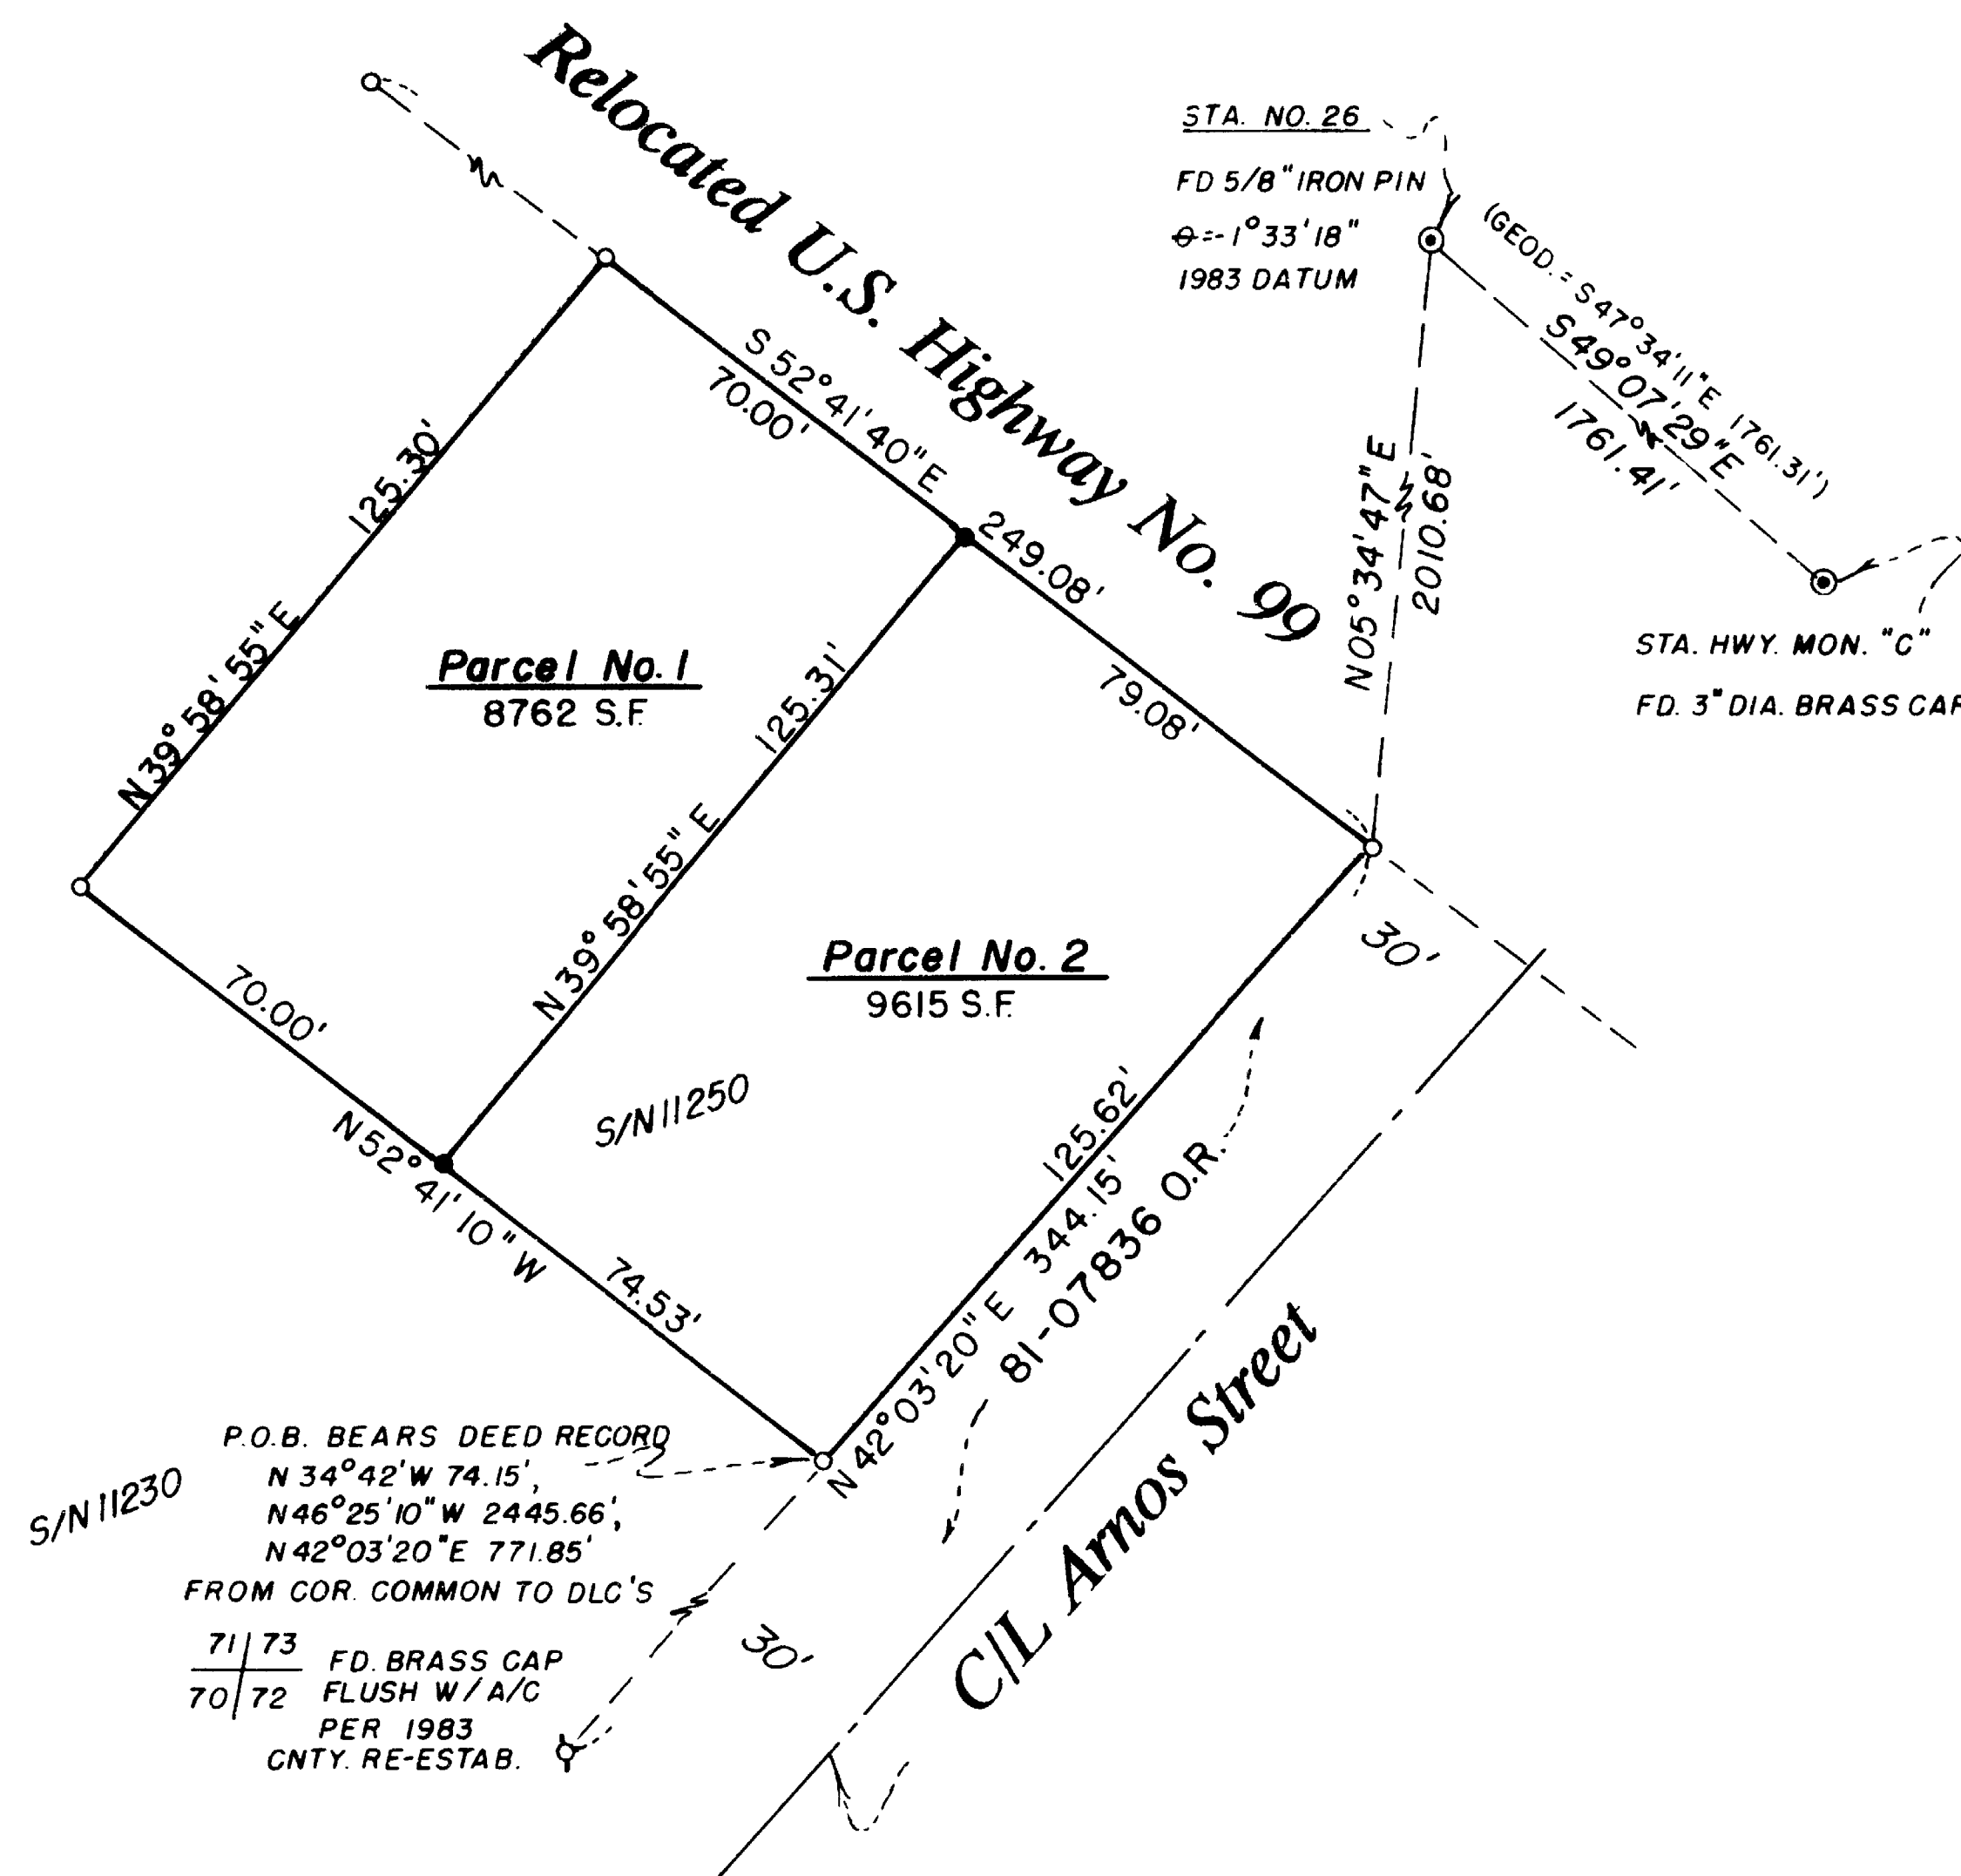 Relocated U.S. Highway No. 99
STA. NO. 26
FD 5/8" IRON PIN
θ=-1°33'18"
1983 DATUM
(GEOD. = S47°34'11"E 1761.31')
S49°07'29"E
1761.41'
N05°34'47"E
2010.68'
STA. HWY. MON. "C"
FD. 3" DIA. BRASS CAP
S 52°41'40" E
70.00'
249.08'
79.08'
125.30'
N 39°58'55" E
Parcel No. 1
8762 S.F.
125.31'
N 39°58'55" E
Parcel No. 2
9615 S.F.
30'
70.00'
N 52°41'10" W
74.53'
S/N 11250
125.62'
N 42°03'20" E 344.15'
81-07836 O.R.
C/L Arnos Street
30'
S/N 11230
P.O.B. BEARS DEED RECORD
N 34°42'W 74.15',
N46°25'10"W 2445.66',
N42°03'20"E 771.85'
FROM COR. COMMON TO DLC'S
71 73
70 72
FD. BRASS CAP
FLUSH W/A/C
PER 1983
CNTY. RE-ESTAB.